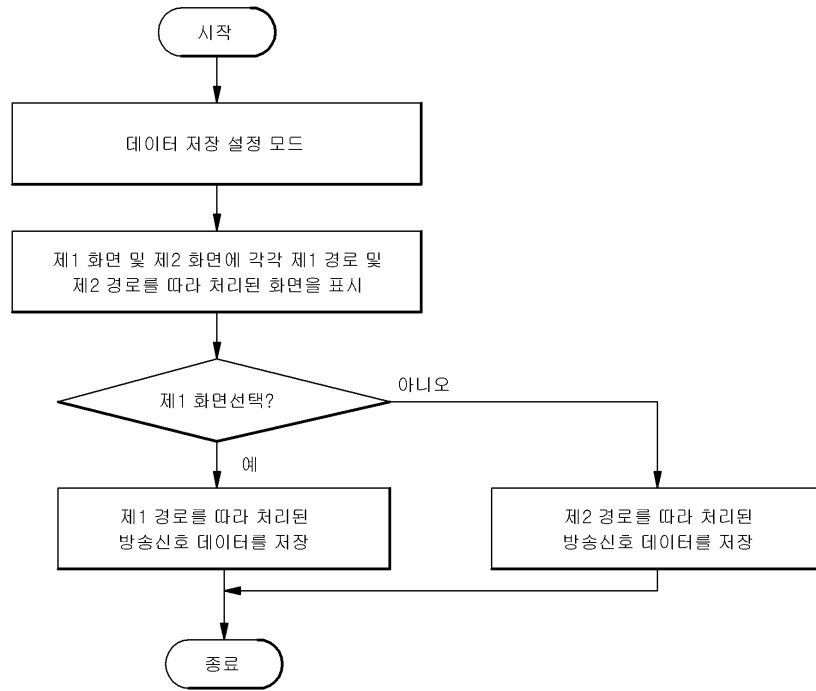 시작
데이터 저장 설정 모드
제1 화면 및 제2 화면에 각각 제1 경로 및
제2 경로를 따라 처리된 화면을 표시
제1 화면선택?
아니오
예
제1 경로를 따라 처리된
방송신호 데이터를 저장
제2 경로를 따라 처리된
방송신호 데이터를 저장
종료